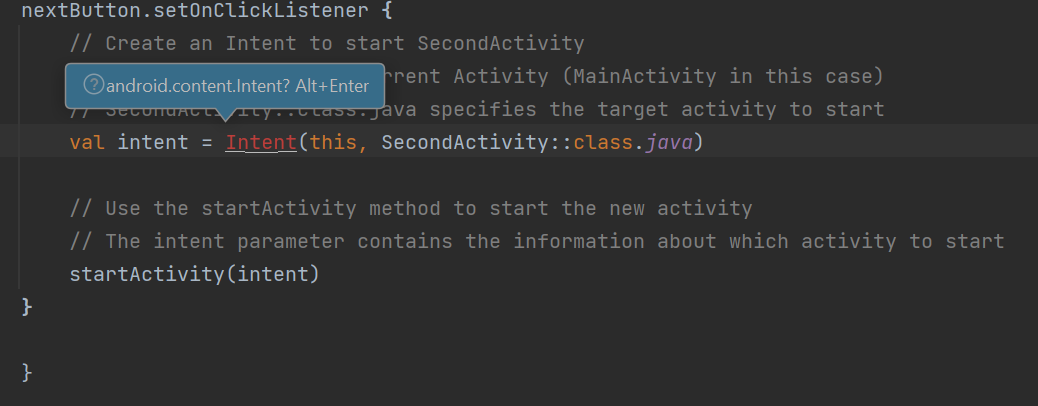 nextButton.setOnClickListener {
// Create an Intent to start SecondActivity
rrent Activity (MainActivity in this case)
android.content.Intent? Alt+Enter
// SecondActivity::class.java specifies the target activity to start
val intent = Intent(this, SecondActivity::class.java)
// Use the startActivity method to start the new activity
// The intent parameter contains the information about which activity to start
startActivity(intent)
}
}